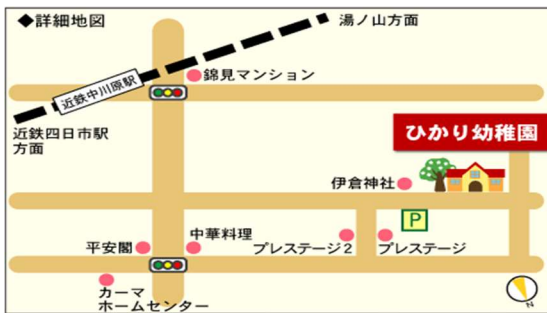 ◆詳細地図
湯ノ山方面
錦見マンション
近鉄中川原駅
近鉄四日市駅
方面
ひかり幼稚園
伊倉神社
P
平安閣
中華料理
プレステージ2
プレステージ
カーマ
ホームセンター
N